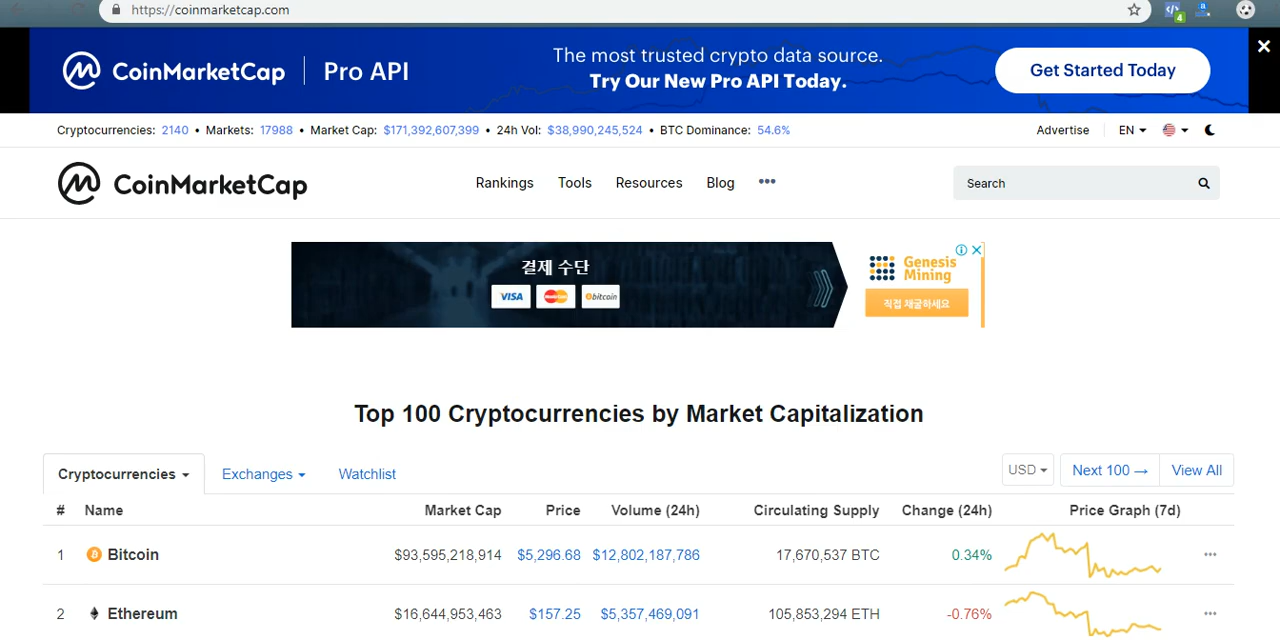 https://coinmarketcap.com
4
CoinMarketCap | Pro API
The most trusted crypto data source.
Try Our New Pro API Today.
Get Started Today
Cryptocurrencies: 2140 • Markets: 17988 • Market Cap: $171,392,607,399 • 24h Vol: $38,990,245,524 • BTC Dominance: 54.6%
Advertise
EN
CoinMarketCap
Rankings
Tools
Resources
Blog
•••
Search
결제 수단
VISA
MasterCard
bitcoin
Genesis
Mining
직접 채굴하세요
Top 100 Cryptocurrencies by Market Capitalization
Cryptocurrencies
Exchanges
Watchlist
USD
Next 100 →
View All
# Name Market Cap Price Volume (24h) Circulating Supply Change (24h) Price Graph (7d)
1 Bitcoin $93,595,218,914 $5,296.68 $12,802,187,786 17,670,537 BTC 0.34%
2 Ethereum $16,644,953,463 $157.25 $5,357,469,091 105,853,294 ETH -0.76%